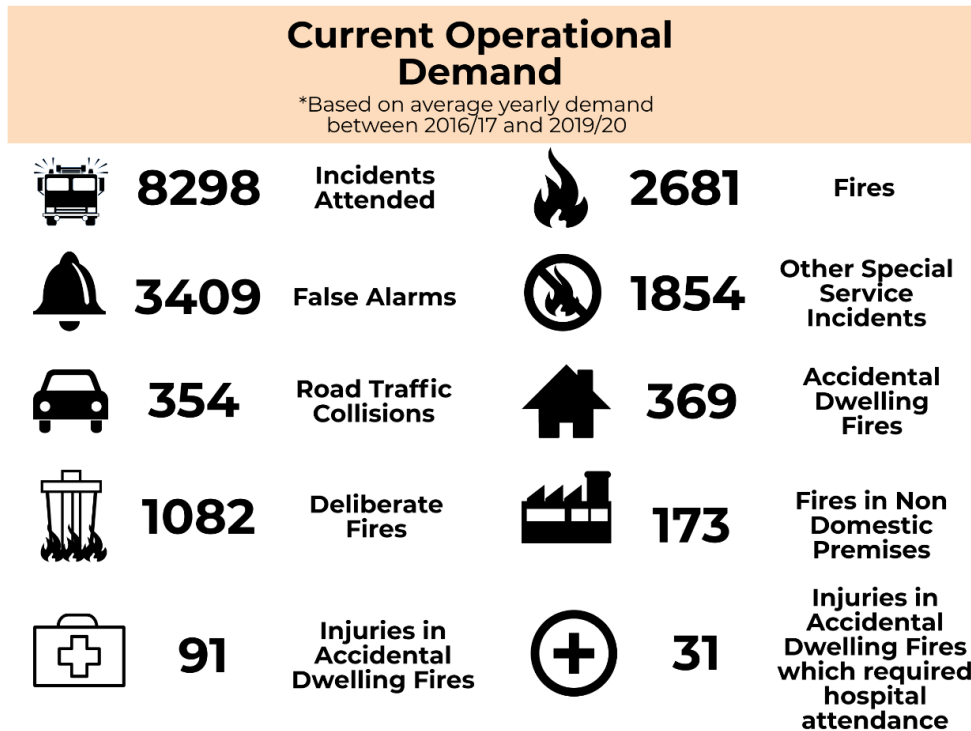 Current Operational
Demand
*Based on average yearly demand
between 2016/17 and 2019/20
8298
Incidents
Attended
2681
Fires
3409
False Alarms
1854
Other Special
Service
Incidents
354
Road Traffic
Collisions
369
Accidental
Dwelling
Fires
1082
Deliberate
Fires
173
Fires in Non
Domestic
Premises
91
Injuries in
Accidental
Dwelling Fires
31
Injuries in
Accidental
Dwelling Fires
which required
hospital
attendance